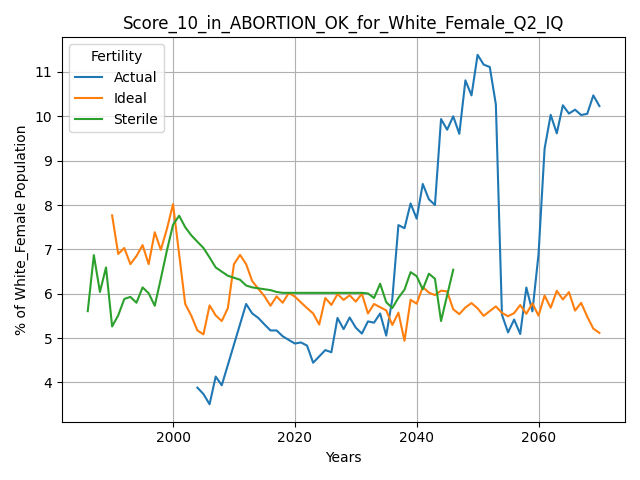 Score_10_in_ABORTION_OK_for_White_Female_Q2_IQ
Fertility
Actual
Ideal
Sterile
% of White_Female Population
11
10
9
8
7
6
5
4
2000 2020 2040 2060
Years